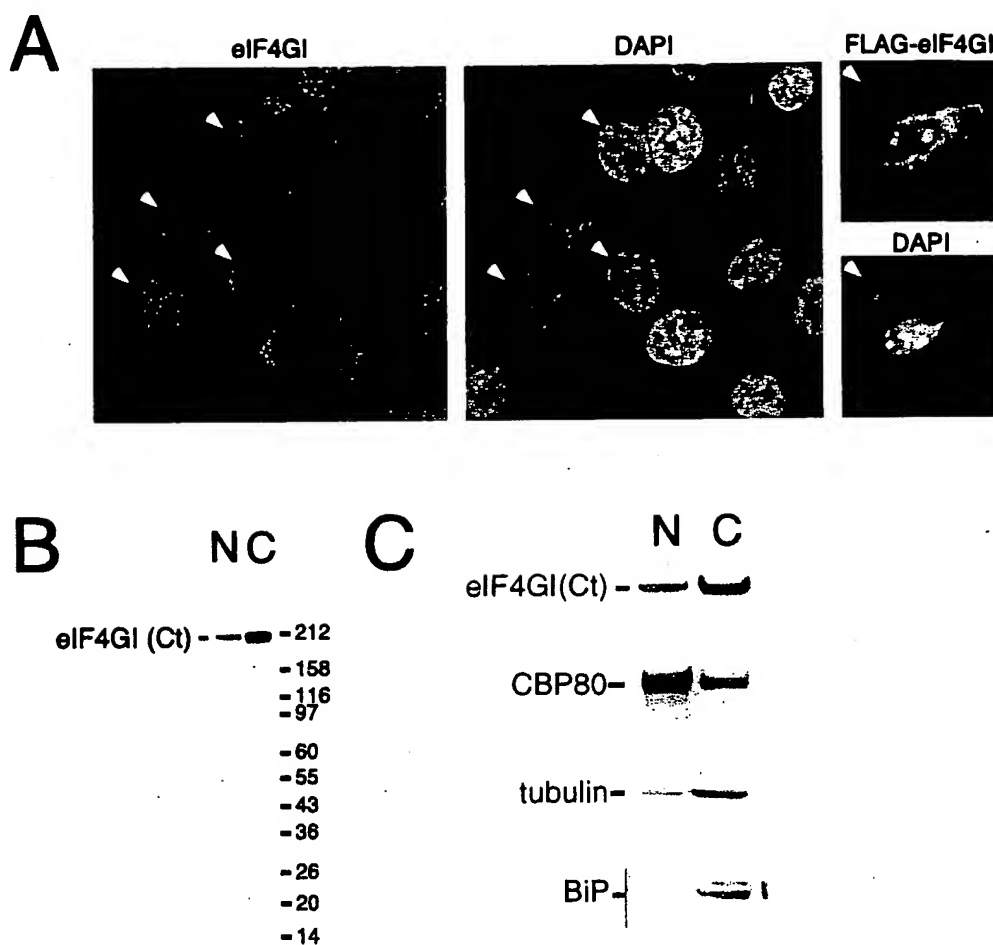 A
eIF4GI
DAPI
FLAG-eIF4GI
DAPI
B
N C
eIF4GI (Ct)
212
158
116
97
60
55
43
36
26
20
14
C
N C
eIF4GI(Ct)
CBP80
tubulin
BiP